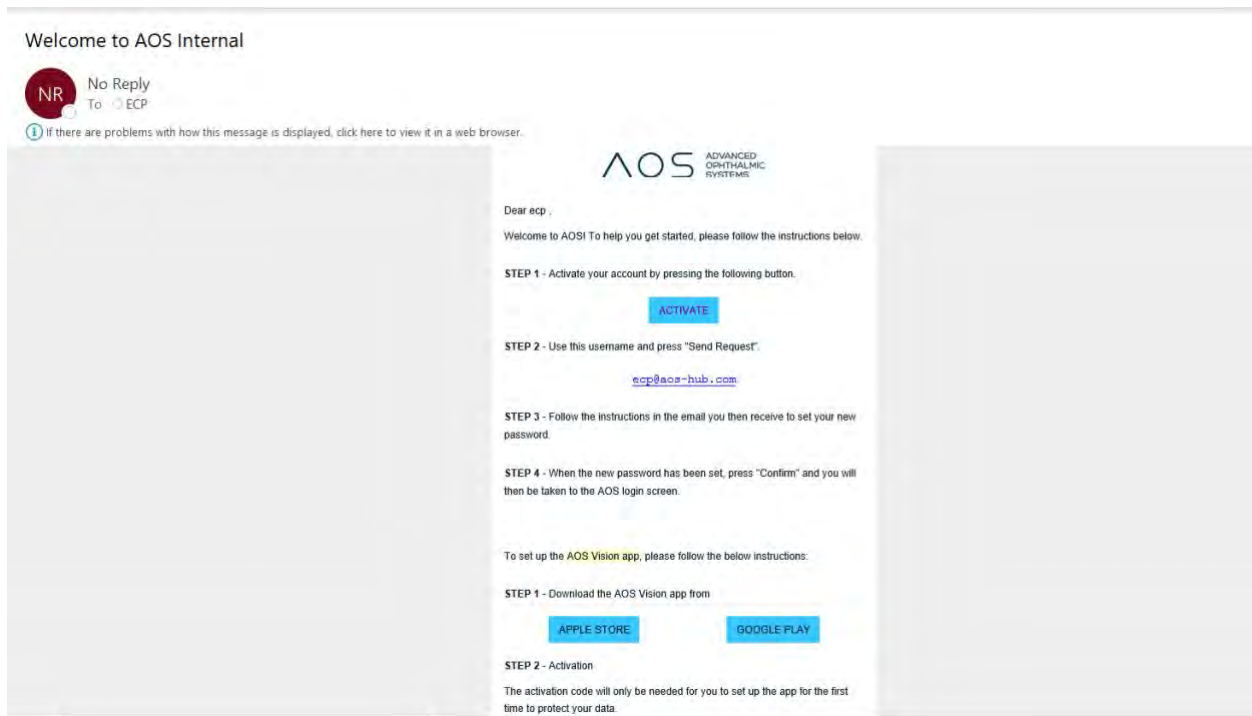 Welcome to AOS Internal
NR
No Reply
To ECP
If there are problems with how this message is displayed, click here to view it in a web browser.
AOS ADVANCED
OPHTHALMIC
SYSTEMS
Dear ecp ,
Welcome to AOS! To help you get started, please follow the instructions below.
STEP 1 - Activate your account by pressing the following button.
ACTIVATE
STEP 2 - Use this username and press "Send Request".
ecp@aos-hub.com
STEP 3 - Follow the instructions in the email you then receive to set your new
password.
STEP 4 - When the new password has been set, press "Confirm" and you will
then be taken to the AOS login screen.
To set up the AOS Vision app, please follow the below instructions:
STEP 1 - Download the AOS Vision app from
APPLE STORE GOOGLE PLAY
STEP 2 - Activation
The activation code will only be needed for you to set up the app for the first
time to protect your data.